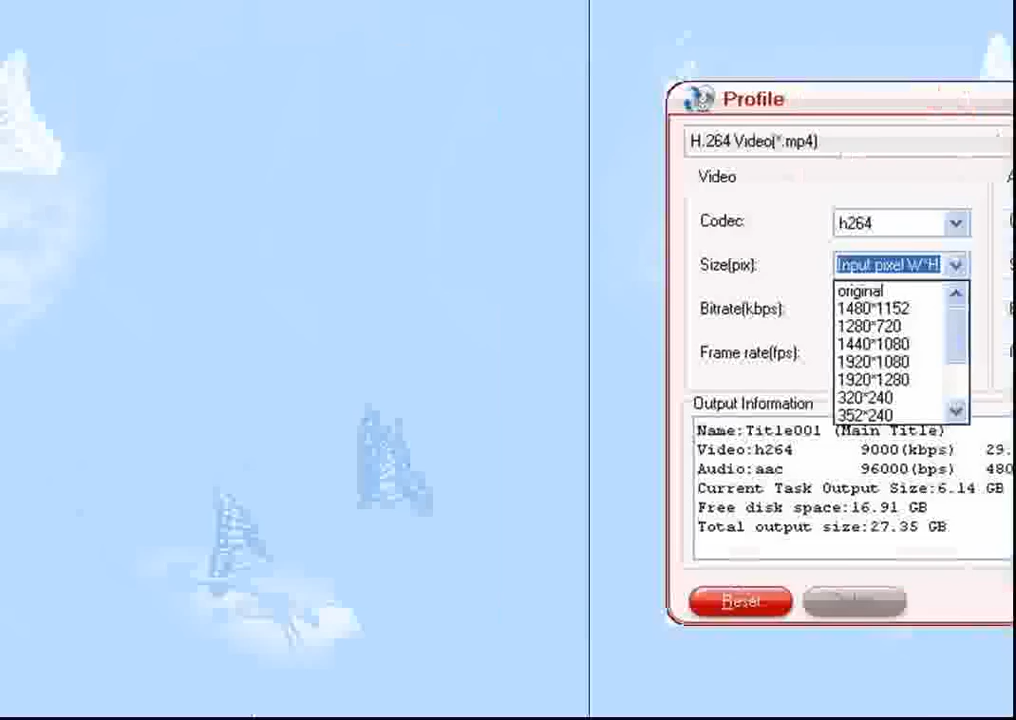 Profile
H.264 Video(*.mp4)
Video
Codec: h264
Size(pix): Input pixel W*H
original
1480*1152
1280*720
1440*1080
1920*1080
1920*1280
320*240
352*240
Bitrate(kbps):
Frame rate(fps):
Output Information
Name:Title001 (Main Title)
Video:h264 9000(kbps) 29.
Audio:aac 96000(bps) 480
Current Task Output Size:6.14 GB
Free disk space:16.91 GB
Total output size:27.35 GB
Reset